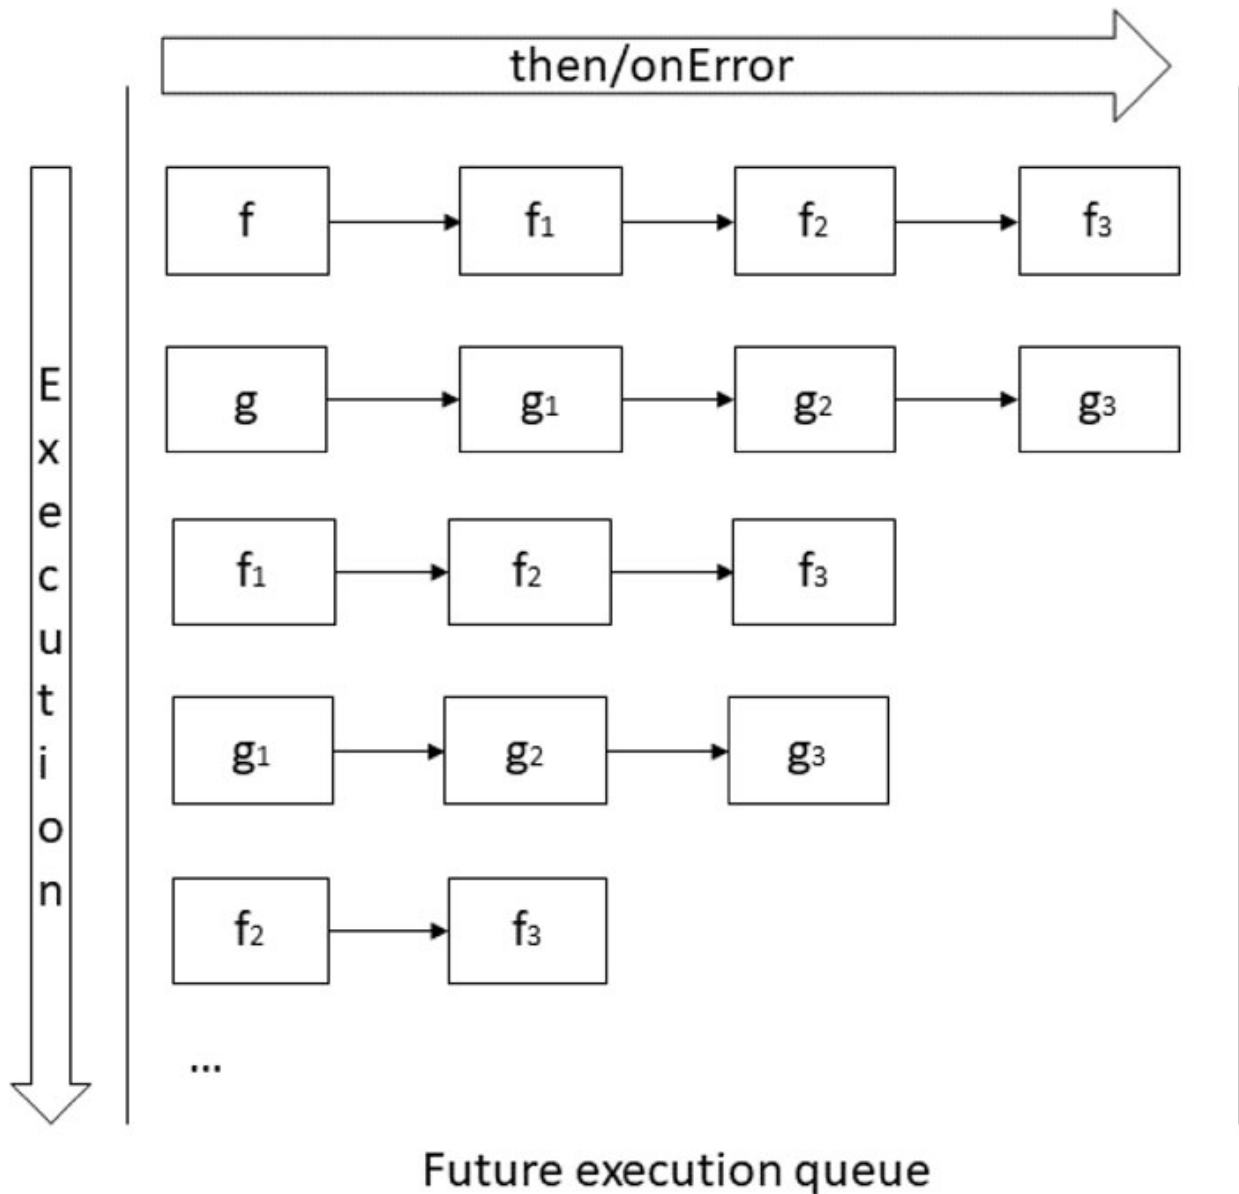 then/onError
Execution
f f₁ f₂ f₃
g g₁ g₂ g₃
f₁ f₂ f₃
g₁ g₂ g₃
f₂ f₃
...
Future execution queue